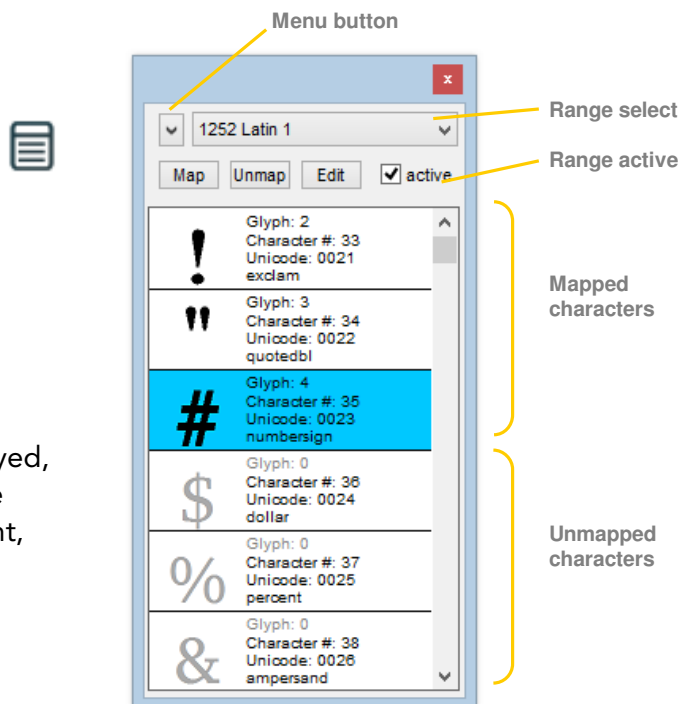 Menu button
x
1252 Latin 1
Range select
Map Unmap Edit active
Range active
!
Glyph: 2
Character #: 33
Unicode: 0021
exclam
Mapped
characters
"
Glyph: 3
Character #: 34
Unicode: 0022
quotedbl
#
Glyph: 4
Character #: 35
Unicode: 0023
numbersign
yed,
e
nt,
$
Glyph: 0
Character #: 36
Unicode: 0024
dollar
Unmapped
characters
%
Glyph: 0
Character #: 37
Unicode: 0025
percent
&
Glyph: 0
Character #: 38
Unicode: 0026
ampersand